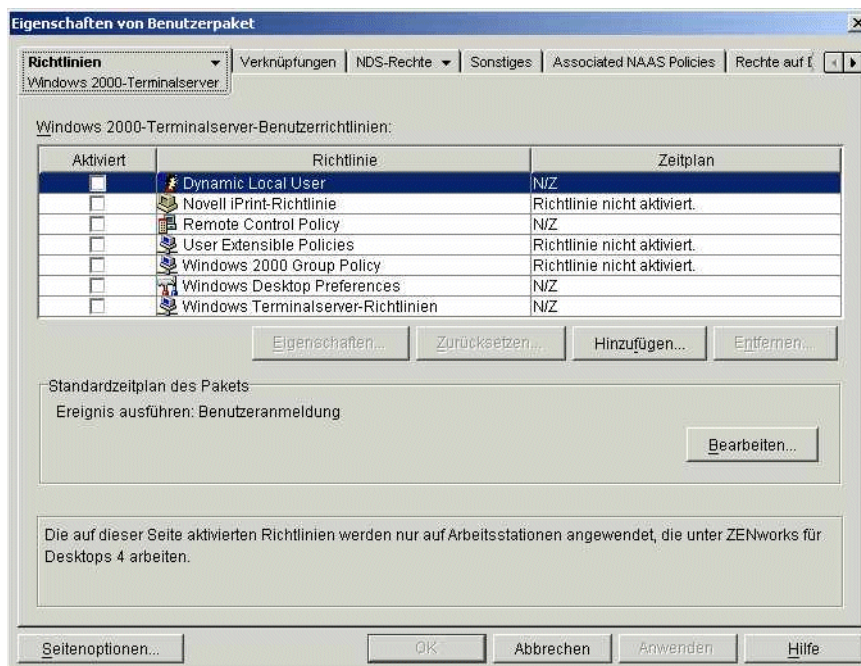 Eigenschaften von Benutzerpaket
Richtlinien
Windows 2000-Terminalserver
Verknüpfungen
NDS-Rechte
Sonstiges
Associated NAAS Policies
Rechte auf
Windows 2000-Terminalserver-Benutzerrichtlinien:
Aktiviert Richtlinie Zeitplan
Dynamic Local User N/Z
Novell iPrint-Richtlinie Richtlinie nicht aktiviert.
Remote Control Policy N/Z
User Extensible Policies Richtlinie nicht aktiviert.
Windows 2000 Group Policy Richtlinie nicht aktiviert.
Windows Desktop Preferences N/Z
Windows Terminalserver-Richtlinien N/Z
Eigenschaften... Zurücksetzen... Hinzufügen... Entfernen...
Standardzeitplan des Pakets
Ereignis ausführen: Benutzeranmeldung
Bearbeiten...
Die auf dieser Seite aktivierten Richtlinien werden nur auf Arbeitsstationen angewendet, die unter ZENworks für
Desktops 4 arbeiten.
Seitenoptionen... OK Abbrechen Anwenden Hilfe